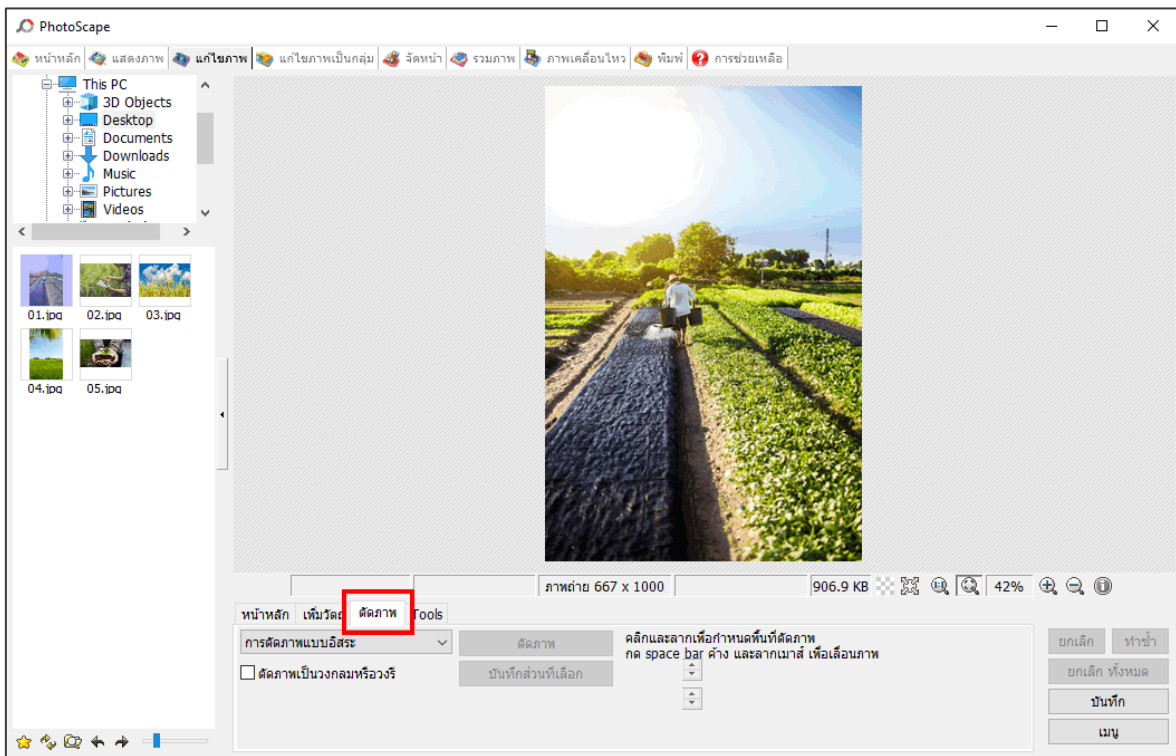 PhotoScape
หน้าหลัก แสดงภาพ แก้ไขภาพ แก้ไขภาพเป็นกลุ่ม จัดหน้า รวมภาพ ภาพเคลื่อนไหว พิมพ์ การช่วยเหลือ
This PC
3D Objects
Desktop
Documents
Downloads
Music
Pictures
Videos
01.jpg 02.jpg 03.jpg
04.jpg 05.jpg
ภาพถ่าย 667 x 1000 906.9 KB 1:1 42%
หน้าหลัก เพิ่มวัตถุ ตัดภาพ Tools
การตัดภาพแบบอิสระ ตัดภาพ คลิกและลากเพื่อกำหนดพื้นที่ตัดภาพ
กด space bar ค้าง และลากเมาส์ เพื่อเลื่อนภาพ
ตัดภาพเป็นวงกลมหรือวงรี บันทึกส่วนที่เลือก
ยกเลิก ทำซ้ำ
ยกเลิก ทั้งหมด
บันทึก
เมนู